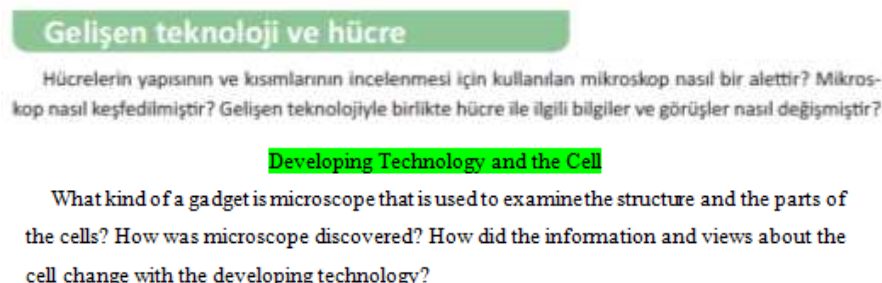 Gelişen teknoloji ve hücre
Hücrelerin yapısının ve kısımlarının incelenmesi için kullanılan mikroskop nasıl bir alettir? Mikros-
kop nasıl keşfedilmiştir? Gelişen teknolojiyle birlikte hücre ile ilgili bilgiler ve görüşler nasıl değişmiştir?
Developing Technology and the Cell
What kind of a gadget is microscope that is used to examine the structure and the parts of
the cells? How was microscope discovered? How did the information and views about the
cell change with the developing technology?